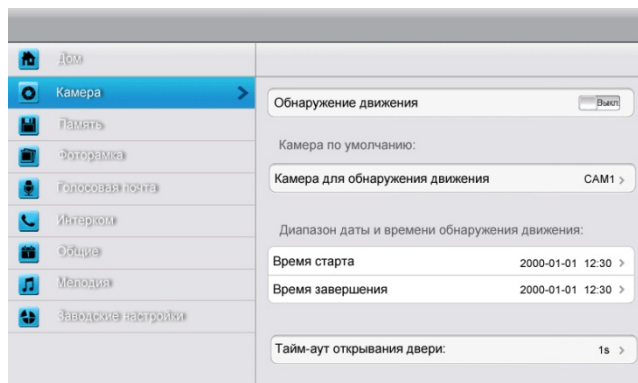 Дом
Камера
Память
Фоторамка
Голосовая почта
Интерком
Общие
Мелодия
Заводские настройки
Обнаружение движения Выкл
Камера по умолчанию:
Камера для обнаружения движения CAM1 >
Диапазон даты и времени обнаружения движения:
Время старта 2000-01-01 12:30 >
Время завершения 2000-01-01 12:30 >
Тайм-аут открывания двери: 1s >